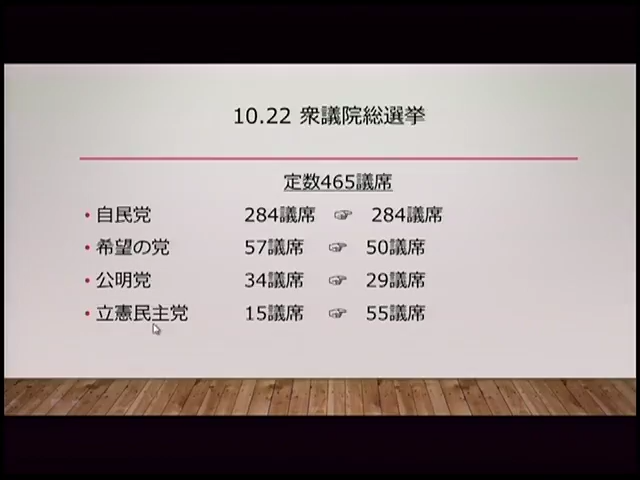 10.22 衆議院総選挙
定数465議席
・自民党 284議席 ☞ 284議席
・希望の党 57議席 ☞ 50議席
・公明党 34議席 ☞ 29議席
・立憲民主党 15議席 ☞ 55議席